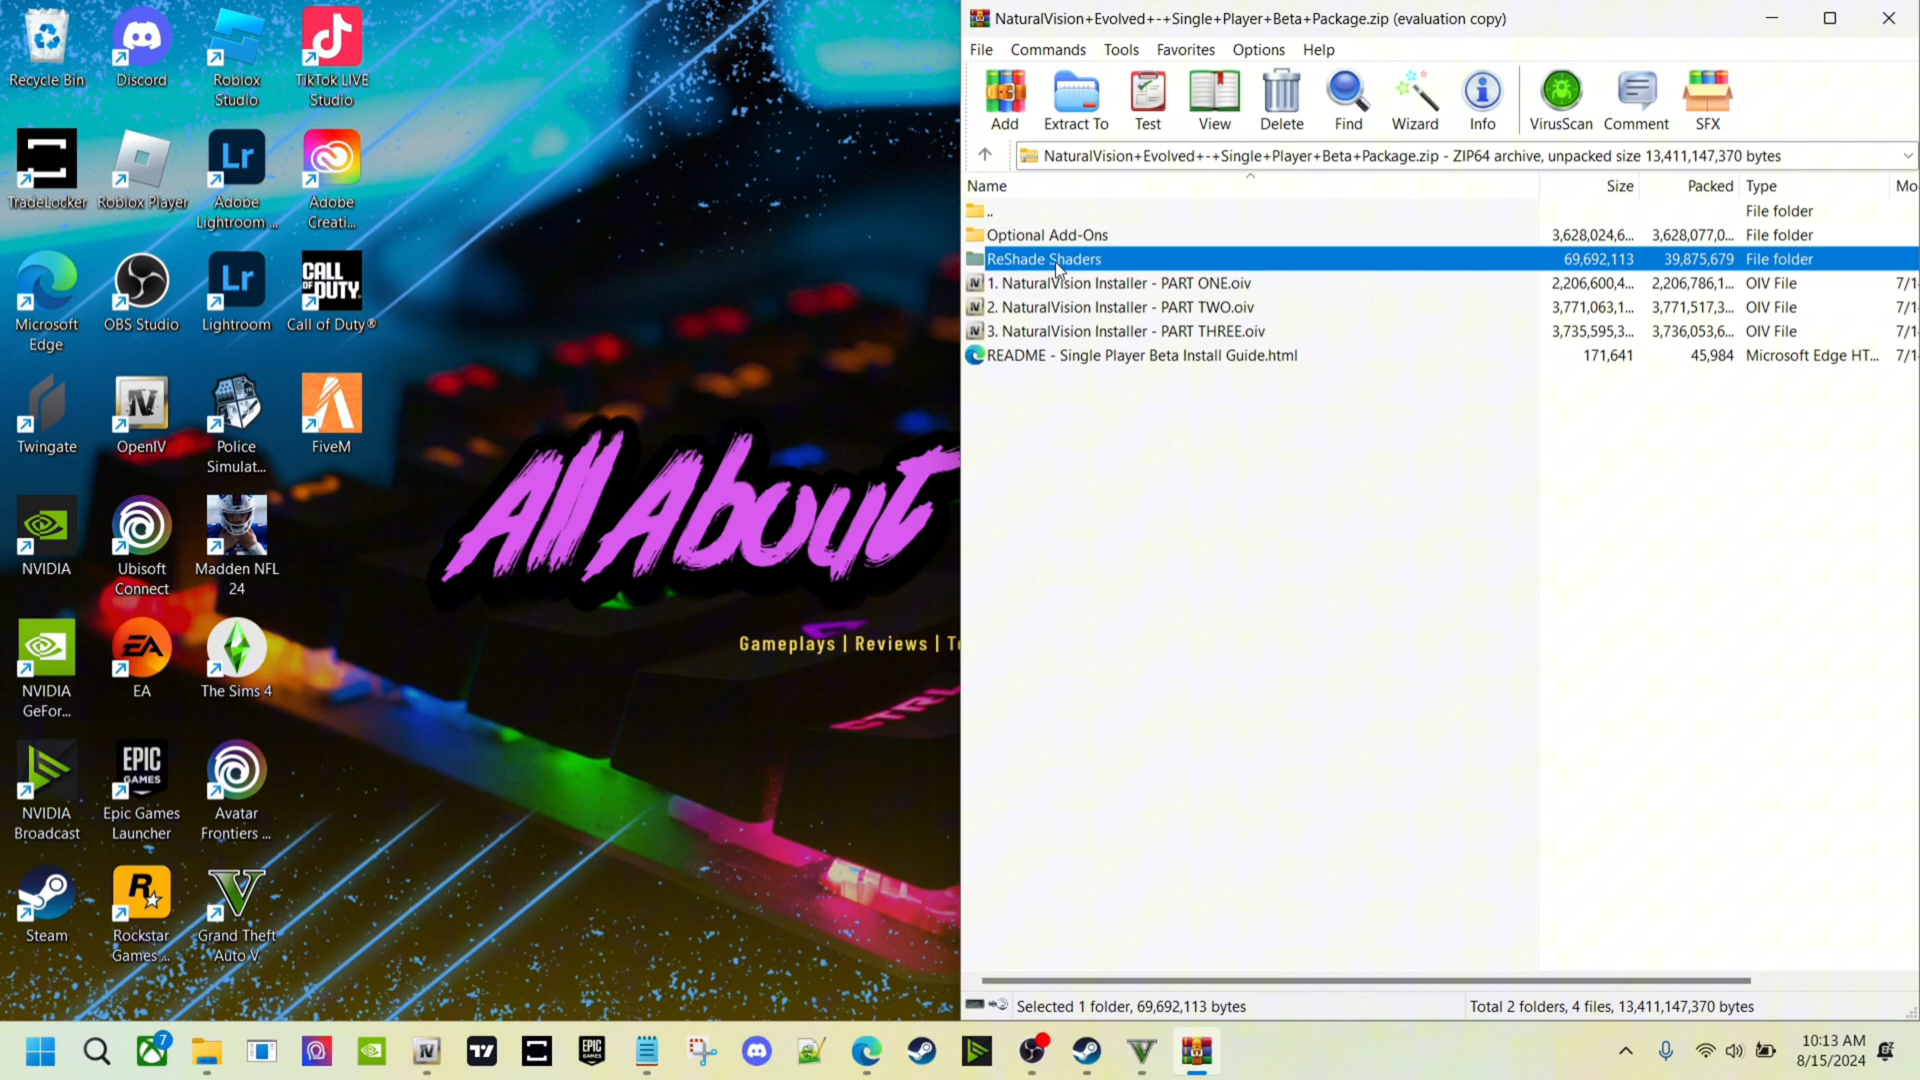 Recycle Bin
Discord
Roblox
Studio
TikTok LIVE
Studio
TradeLocker
Roblox Player
Adobe
Lightroom ...
Adobe
Creati...
Microsoft
Edge
OBS Studio
Lightroom
Call of Duty®
Twingate
OpenIV
Police
Simulat...
FiveM
NVIDIA
Ubisoft
Connect
Madden NFL
24
NVIDIA
GeFor...
EA
The Sims 4
NVIDIA
Broadcast
Epic Games
Launcher
Avatar
Frontiers ...
Steam
Rockstar
Games ...
Grand Theft
Auto V
All About
Gameplays | Reviews | T
NaturalVision+Evolved+-+Single+Player+Beta+Package.zip (evaluation copy)
File Commands Tools Favorites Options Help
Add Extract To Test View Delete Find Wizard Info VirusScan Comment SFX
NaturalVision+Evolved+-+Single+Player+Beta+Package.zip - ZIP64 archive, unpacked size 13,411,147,370 bytes
Name Size Packed Type Mo
.. File folder
Optional Add-Ons 3,628,024,6... 3,628,077,0... File folder
ReShade Shaders 69,692,113 39,875,679 File folder
1. NaturalVision Installer - PART ONE.oiv 2,206,600,4... 2,206,786,1... OIV File 7/1
2. NaturalVision Installer - PART TWO.oiv 3,771,063,1... 3,771,517,3... OIV File 7/1
3. NaturalVision Installer - PART THREE.oiv 3,735,595,3... 3,736,053,6... OIV File 7/1
README - Single Player Beta Install Guide.html 171,641 45,984 Microsoft Edge HT... 7/1
Selected 1 folder, 69,692,113 bytes
Total 2 folders, 4 files, 13,411,147,370 bytes
10:13 AM
8/15/2024